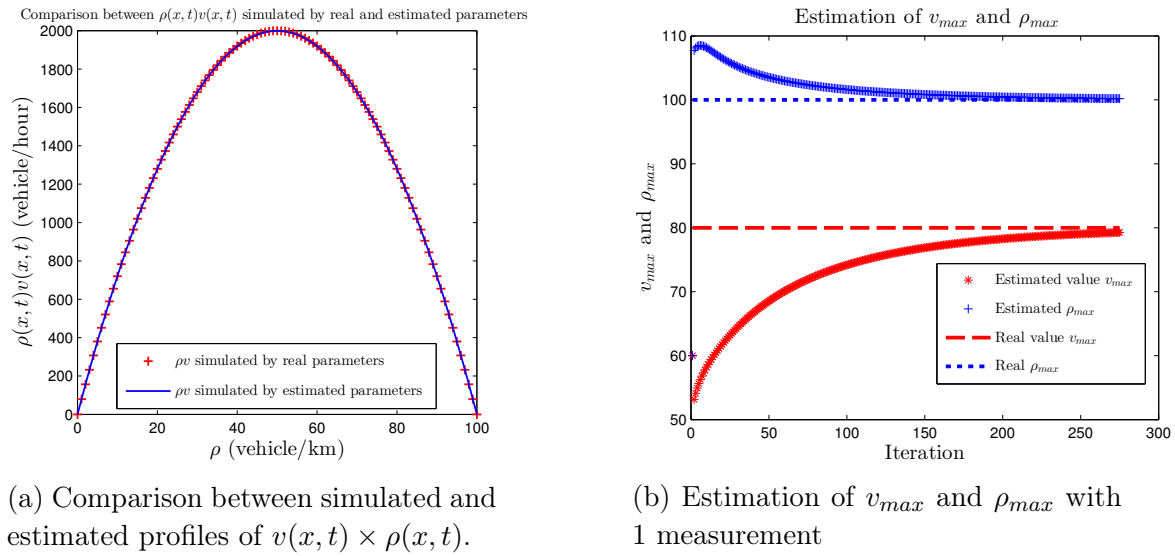 Comparison between ρ(x, t)v(x, t) simulated by real and estimated parameters
2000
1800
1600
1400
1200
1000
800
600
400
200
0
ρ(x, t)v(x, t) (vehicle/hour)
ρv simulated by real parameters
ρv simulated by estimated parameters
0 20 40 60 80 100
ρ (vehicle/km)
(a) Comparison between simulated and
estimated profiles of v(x, t) × ρ(x, t).
Estimation of v_max and ρ_max
110
100
90
80
70
60
50
v_max and ρ_max
Estimated value v_max
Estimated ρ_max
Real value v_max
Real ρ_max
0 50 100 150 200 250 300
Iteration
(b) Estimation of v_max and ρ_max with
1 measurement